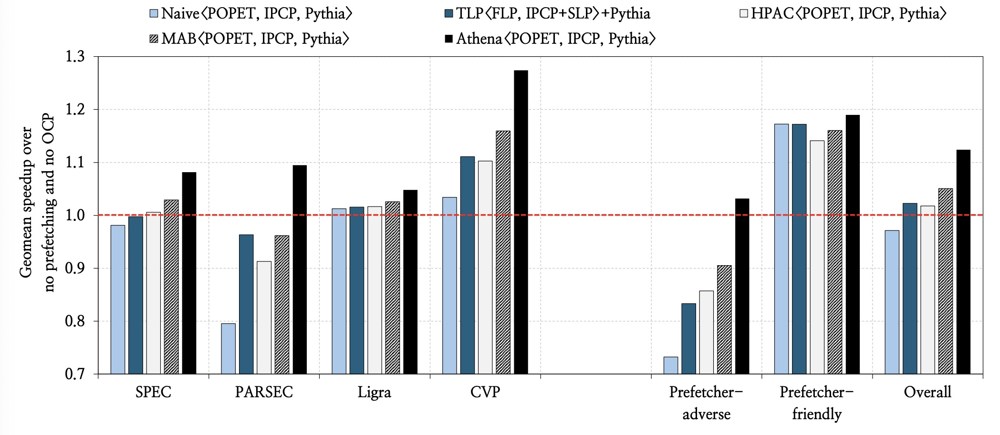 Naive⟨POPET, IPCP, Pythia⟩
TLP⟨FLP, IPCP+SLP⟩+Pythia
HPAC⟨POPET, IPCP, Pythia⟩
MAB⟨POPET, IPCP, Pythia⟩
Athena⟨POPET, IPCP, Pythia⟩
Geomean speedup over
no prefetching and no OCP
1.3
1.2
1.1
1.0
0.9
0.8
0.7
SPEC
PARSEC
Ligra
CVP
Prefetcher-
adverse
Prefetcher-
friendly
Overall